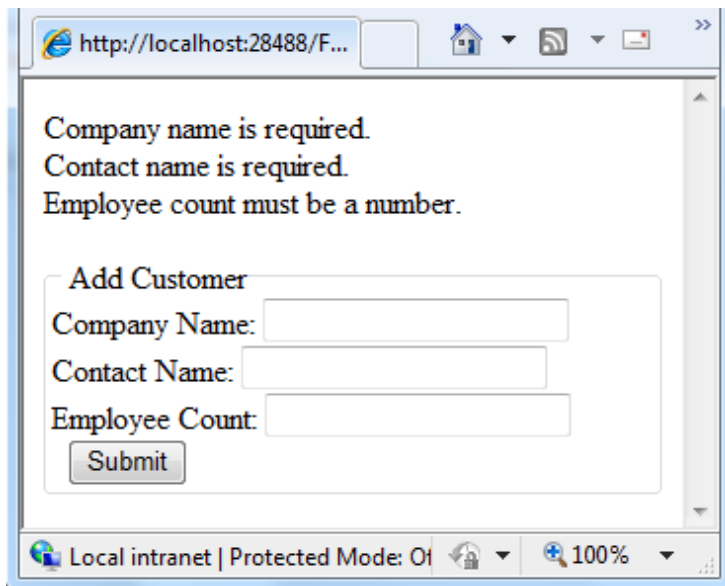 http://localhost:28488/F...
»
Company name is required.
Contact name is required.
Employee count must be a number.
Add Customer
Company Name:
Contact Name:
Employee Count:
Submit
Local intranet | Protected Mode: Of
100%